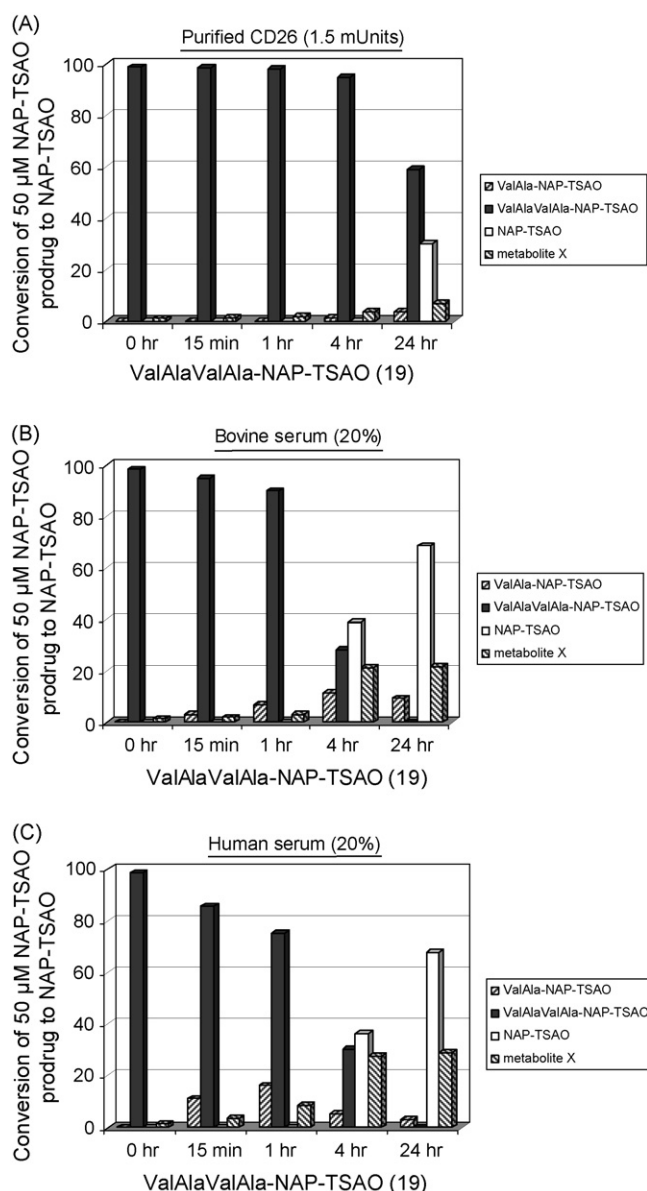 (A)
Purified CD26 (1.5 mUnits)
Conversion of 50 µM NAP-TSAO
prodrug to NAP-TSAO
100
80
60
40
20
0
0 hr 15 min 1 hr 4 hr 24 hr
ValAlaValAla-NAP-TSAO (19)
ValAla-NAP-TSAO
ValAlaValAla-NAP-TSAO
NAP-TSAO
metabolite X
(B)
Bovine serum (20%)
Conversion of 50 µM NAP-TSAO
prodrug to NAP-TSAO
100
80
60
40
20
0
0 hr 15 min 1 hr 4 hr 24 hr
ValAlaValAla-NAP-TSAO (19)
ValAla-NAP-TSAO
ValAlaValAla-NAP-TSAO
NAP-TSAO
metabolite X
(C)
Human serum (20%)
Conversion of 50 µM NAP-TSAO
prodrug to NAP-TSAO
100
80
60
40
20
0
0 hr 15 min 1 hr 4 hr 24 hr
ValAlaValAla-NAP-TSAO (19)
ValAla-NAP-TSAO
ValAlaValAla-NAP-TSAO
NAP-TSAO
metabolite X